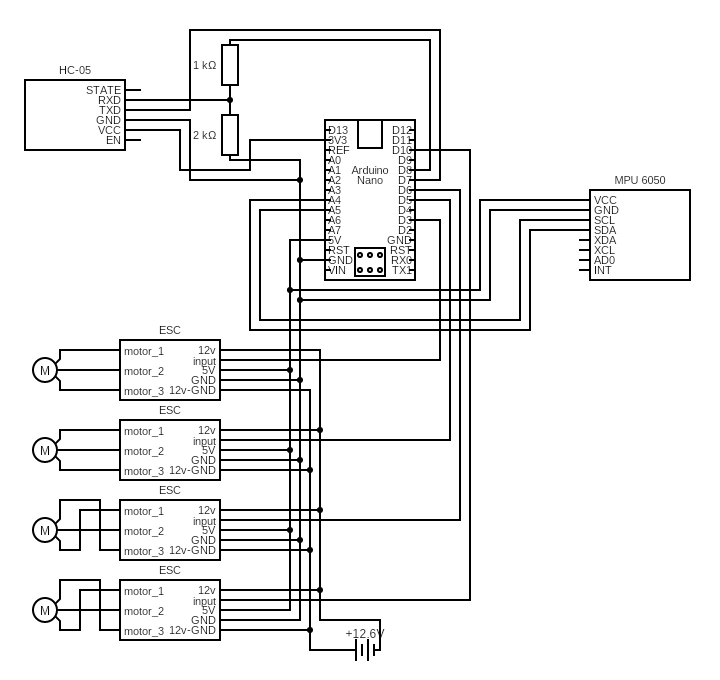 HC-05
STATE
RXD
TXD
GND
VCC
EN
1 kΩ
2 kΩ
D13
3V3
REF
A0
A1
A2
A3
A4
A5
A6
A7
5V
RST
GND
VIN
Arduino
Nano
D12
D11
D10
D9
D8
D7
D6
D5
D4
D3
D2
GND
RST
RX0
TX1
MPU 6050
VCC
GND
SCL
SDA
XDA
XCL
AD0
INT
ESC
M
motor_1
motor_2
motor_3
12v
input
5V
GND
12v-GND
ESC
M
motor_1
motor_2
motor_3
12v
input
5V
GND
12v-GND
ESC
M
motor_1
motor_2
motor_3
12v
input
5V
GND
12v-GND
ESC
M
motor_1
motor_2
motor_3
12v
input
5V
GND
12v-GND
+12.6V